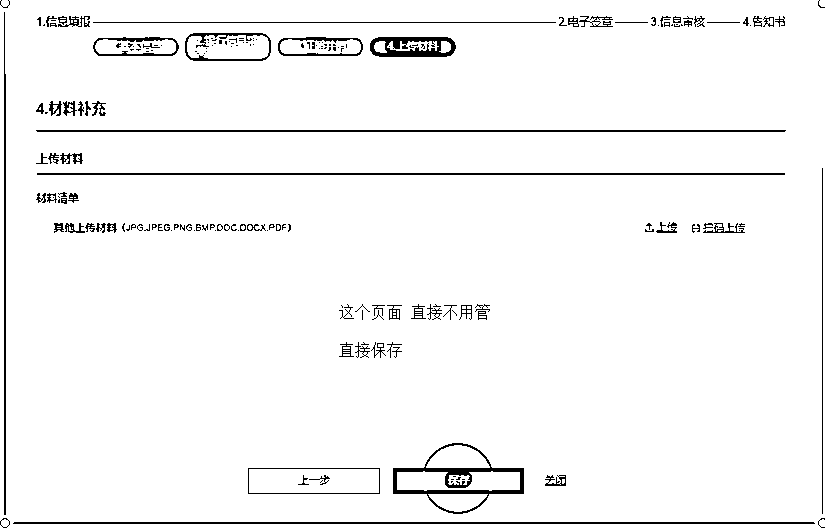 1.信息填报 2.电子签章 3.信息审核 4.告知书
4.上传材料
4.材料补充
上传材料
材料清单
其他上传材料（JPG.JPEG.PNG.BMP.DOC.DOCX.PDF） 上传 扫码上传
这个页面 直接不用管
直接保存
上一步 保存 关闭